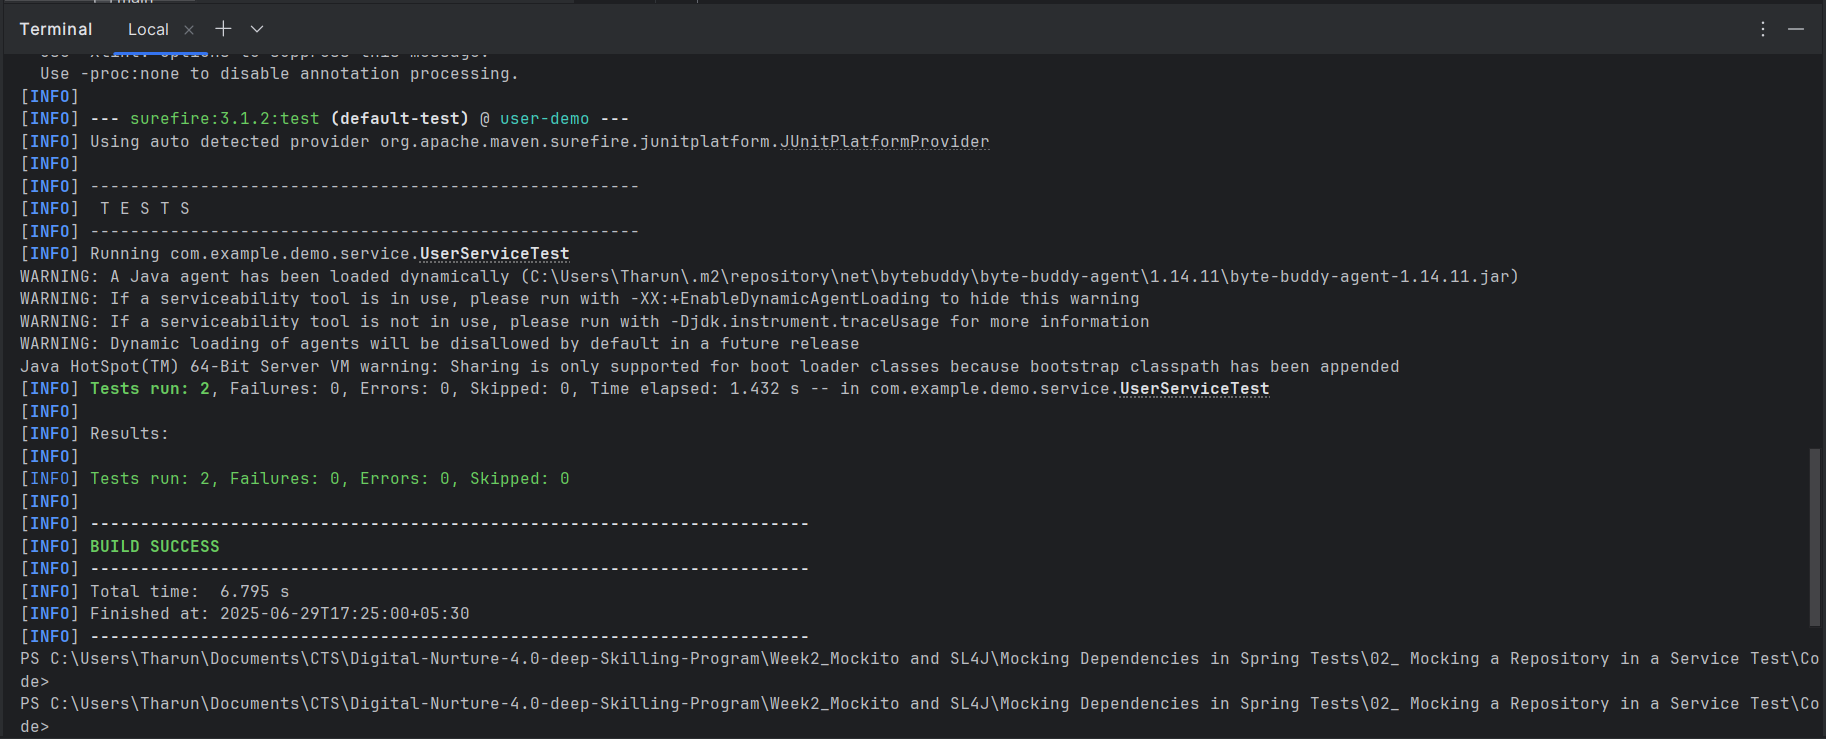 Terminal Local
Use -proc:none to disable annotation processing.
[INFO]
[INFO] --- surefire:3.1.2:test (default-test) @ user-demo ---
[INFO] Using auto detected provider org.apache.maven.surefire.junitplatform.JUnitPlatformProvider
[INFO]
[INFO] -------------------------------------------------------
[INFO]  T E S T S
[INFO] -------------------------------------------------------
[INFO] Running com.example.demo.service.UserServiceTest
WARNING: A Java agent has been loaded dynamically (C:\Users\Tharun\.m2\repository\net\bytebuddy\byte-buddy-agent\1.14.11\byte-buddy-agent-1.14.11.jar)
WARNING: If a serviceability tool is in use, please run with -XX:+EnableDynamicAgentLoading to hide this warning
WARNING: If a serviceability tool is not in use, please run with -Djdk.instrument.traceUsage for more information
WARNING: Dynamic loading of agents will be disallowed by default in a future release
Java HotSpot(TM) 64-Bit Server VM warning: Sharing is only supported for boot loader classes because bootstrap classpath has been appended
[INFO] Tests run: 2, Failures: 0, Errors: 0, Skipped: 0, Time elapsed: 1.432 s -- in com.example.demo.service.UserServiceTest
[INFO]
[INFO] Results:
[INFO]
[INFO] Tests run: 2, Failures: 0, Errors: 0, Skipped: 0
[INFO]
[INFO] ------------------------------------------------------------------------
[INFO] BUILD SUCCESS
[INFO] ------------------------------------------------------------------------
[INFO] Total time:  6.795 s
[INFO] Finished at: 2025-06-29T17:25:00+05:30
[INFO] ------------------------------------------------------------------------
PS C:\Users\Tharun\Documents\CTS\Digital-Nurture-4.0-deep-Skilling-Program\Week2_Mockito and SL4J\Mocking Dependencies in Spring Tests\02_ Mocking a Repository in a Service Test\Co
de>
PS C:\Users\Tharun\Documents\CTS\Digital-Nurture-4.0-deep-Skilling-Program\Week2_Mockito and SL4J\Mocking Dependencies in Spring Tests\02_ Mocking a Repository in a Service Test\Co
de>